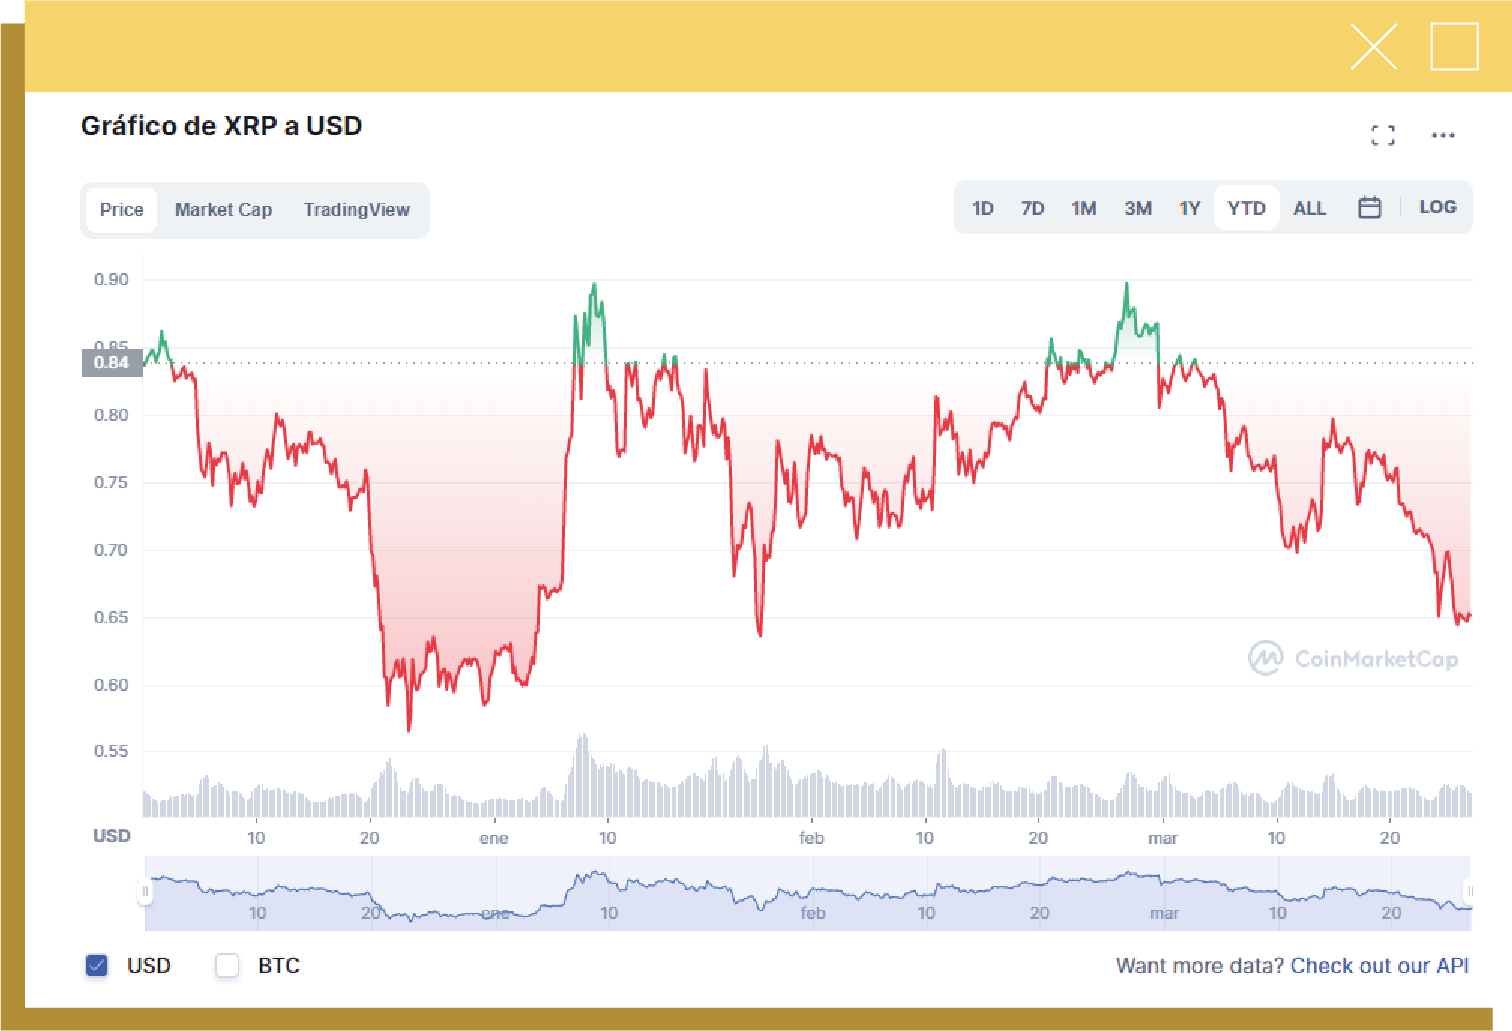 Gráfico de XRP a USD
Price Market Cap TradingView
1D 7D 1M 3M 1Y YTD ALL LOG
0.90
0.85
0.84
0.80
0.75
0.70
0.65
CoinMarketCap
0.60
0.55
USD 10 20 ene 10 feb 10 20 mar 10 20
10 20 ene 10 feb 10 20 mar 10 20
USD BTC Want more data? Check out our API